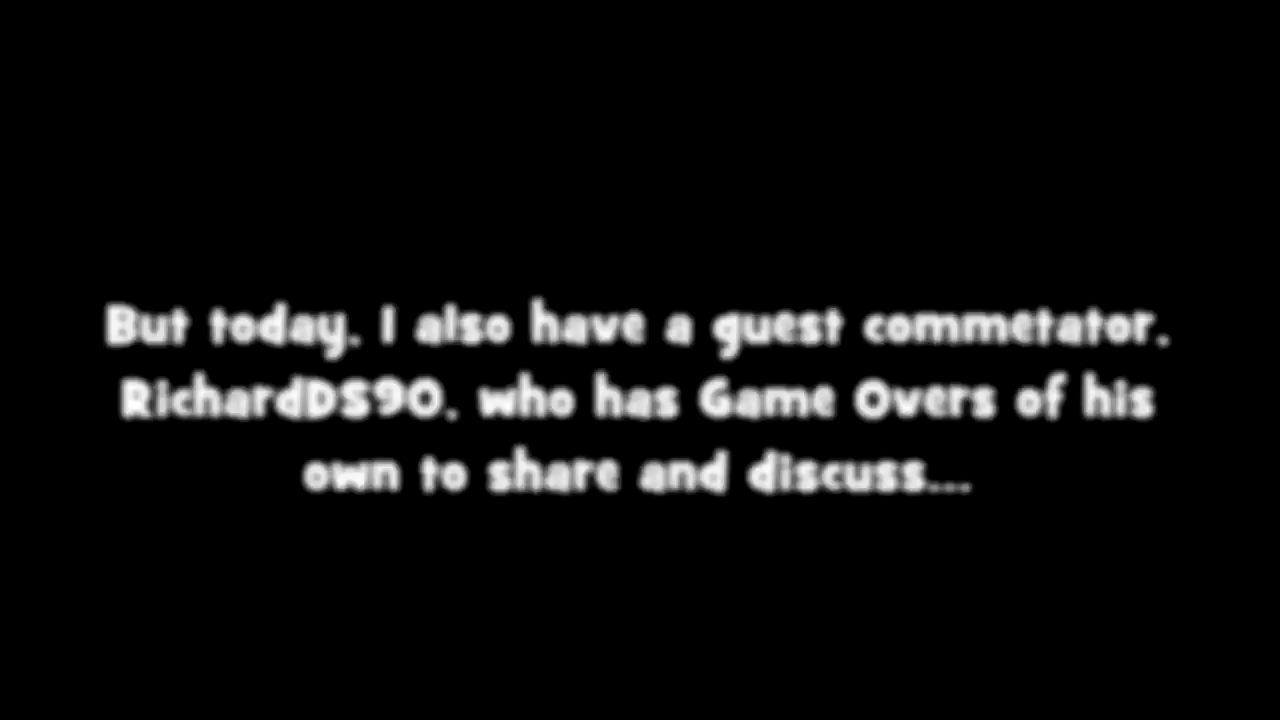 But today, I also have a guest commetator,
RichardDS90, who has Game Overs of his
own to share and discuss...